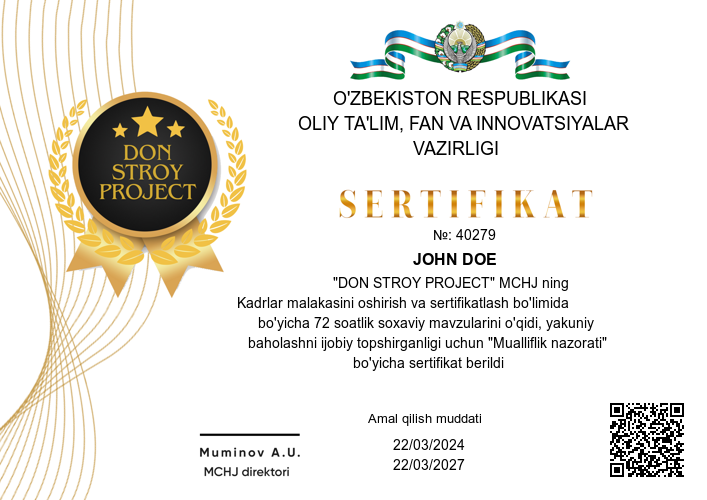 O'ZBEKISTON RESPUBLIKASI
OLIY TA'LIM, FAN VA INNOVATSIYALAR
VAZIRLIGI
DON
STROY
PROJECT
SERTIFIKAT
№: 40279
JOHN DOE
"DON STROY PROJECT" MCHJ ning
Kadrlar malakasini oshirish va sertifikatlash bo'limida
bo'yicha 72 soatlik soxaviy mavzularini o'qidi, yakuniy
baholashni ijobiy topshirganligi uchun "Mualliflik nazorati"
bo'yicha sertifikat berildi
Amal qilish muddati
22/03/2024
22/03/2027
Muminov A.U.
MCHJ direktori